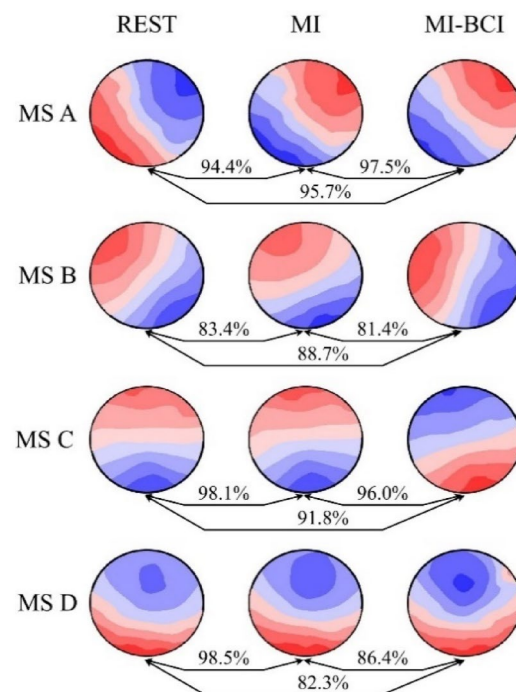 REST MI MI-BCI
MS A
94.4% 97.5%
95.7%
MS B
83.4% 81.4%
88.7%
MS C
98.1% 96.0%
91.8%
MS D
98.5% 86.4%
82.3%